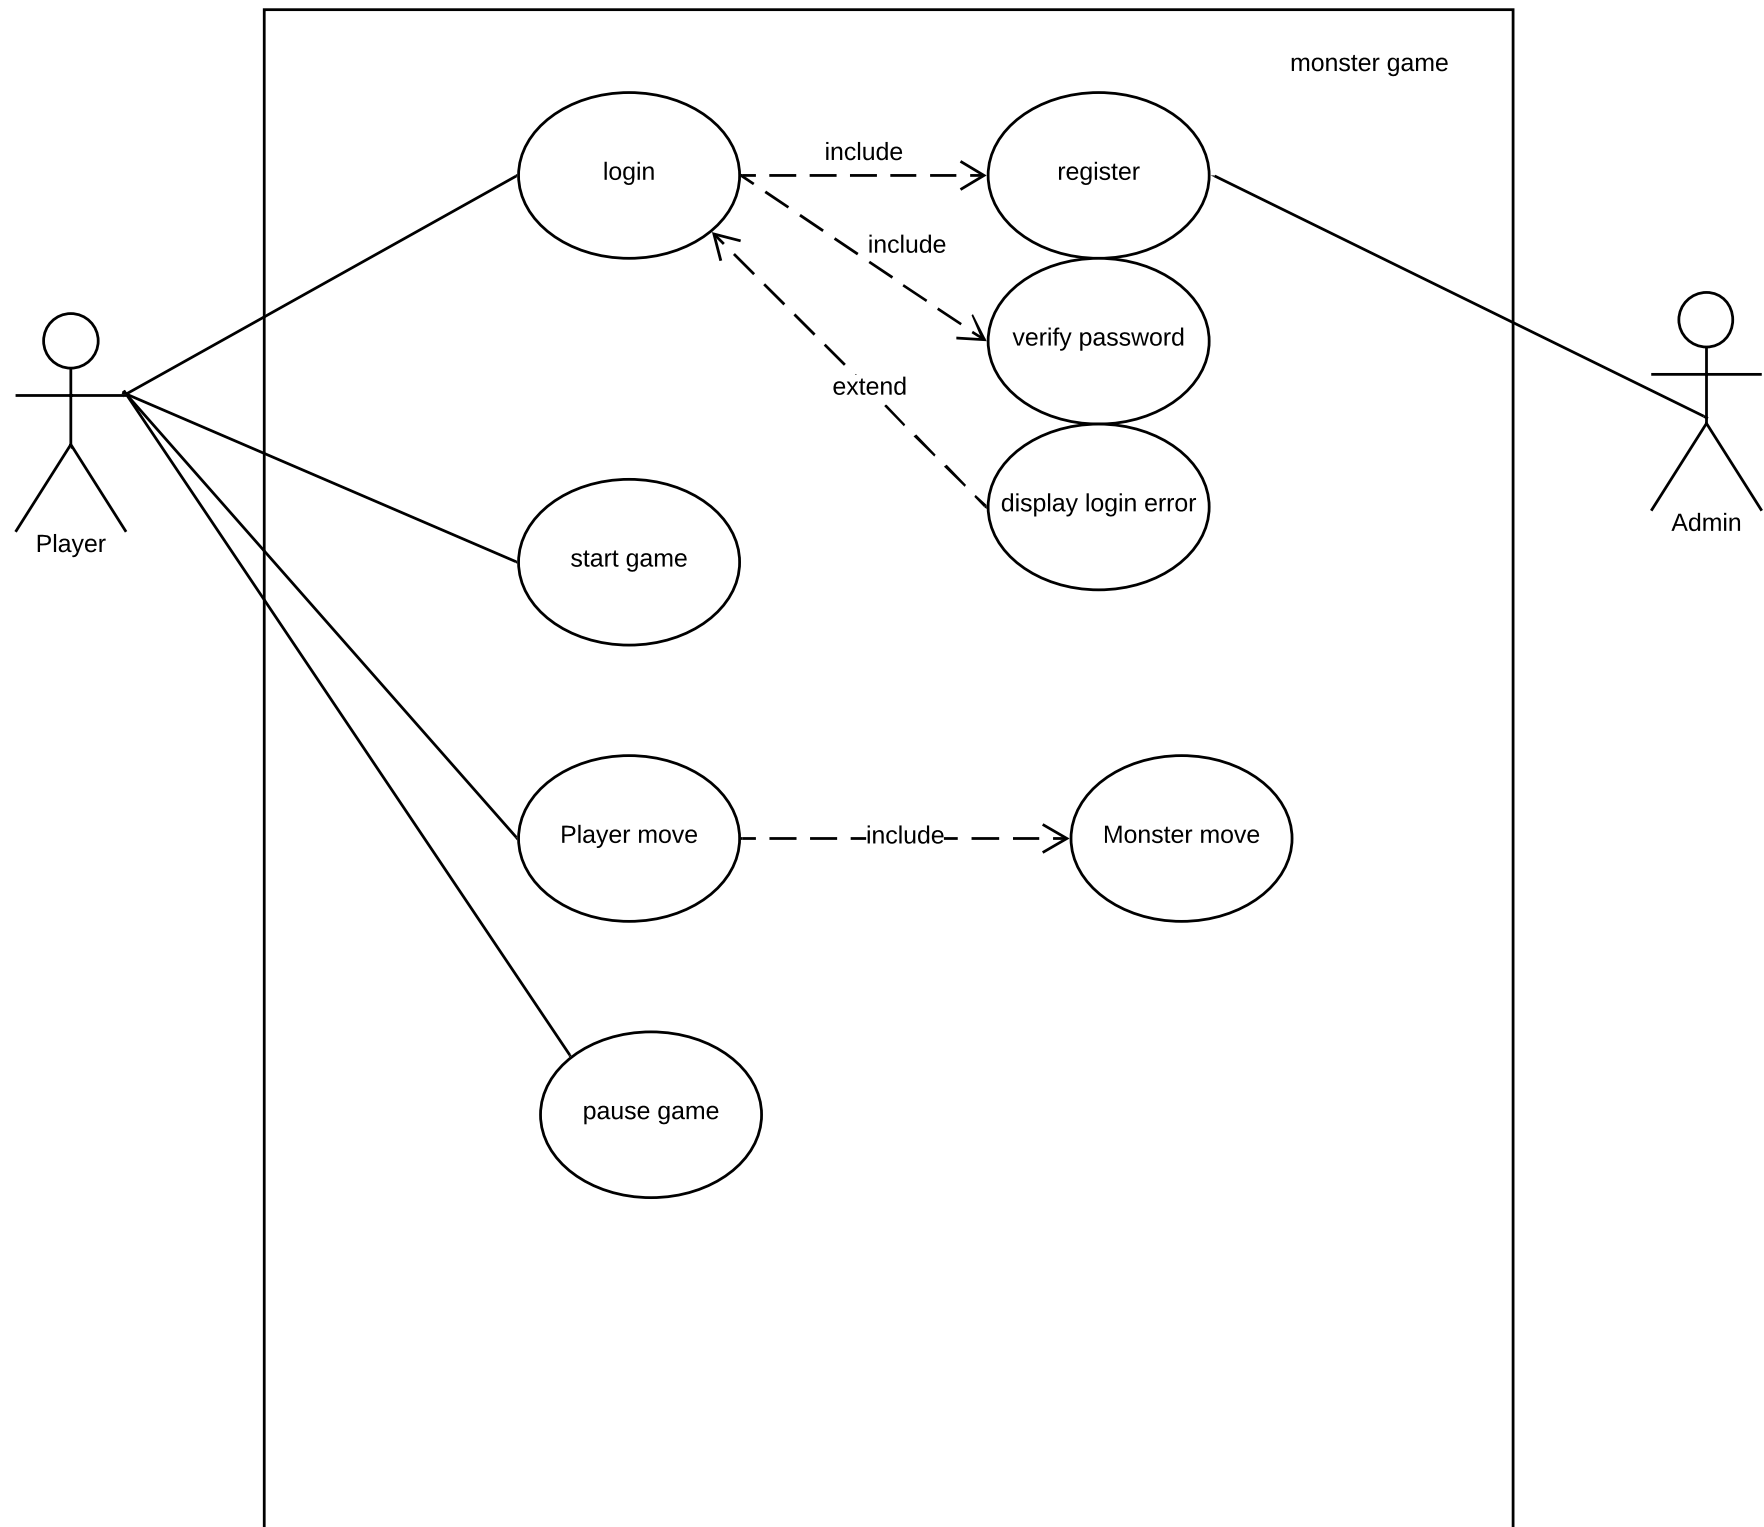 monster game
login
include
register
include
verify password
extend
display login error
Player
Admin
start game
Player move
include
Monster move
pause game